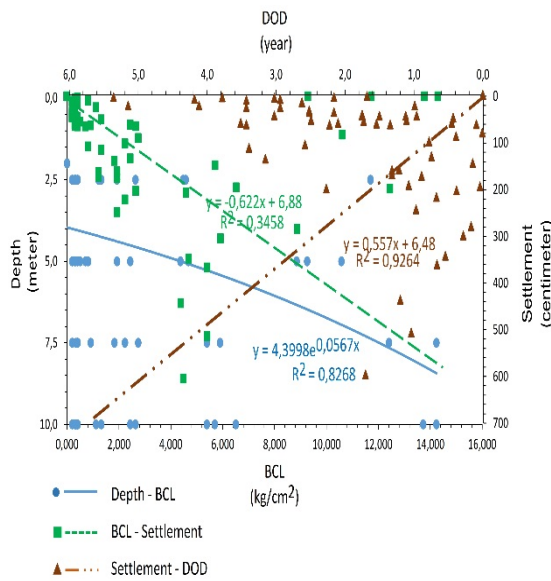 DOD
(year)
6,0 5,0 4,0 3,0 2,0 1,0 0,0
0,0 2,5 5,0 7,5 10,0
Depth
(meter)
0 100 200 300 400 500 600 700
Settlement
(centimeter)
y = -0,622x + 6,88
R2 = 0,3458
y = 0,557x + 6,48
R2 = 0,9264
y = 4,3998e0,0567x
R2 = 0,8268
0,000 2,000 4,000 6,000 8,000 10,000 12,000 14,000 16,000
BCL
(kg/cm2)
Depth - BCL
BCL - Settlement
Settlement - DOD